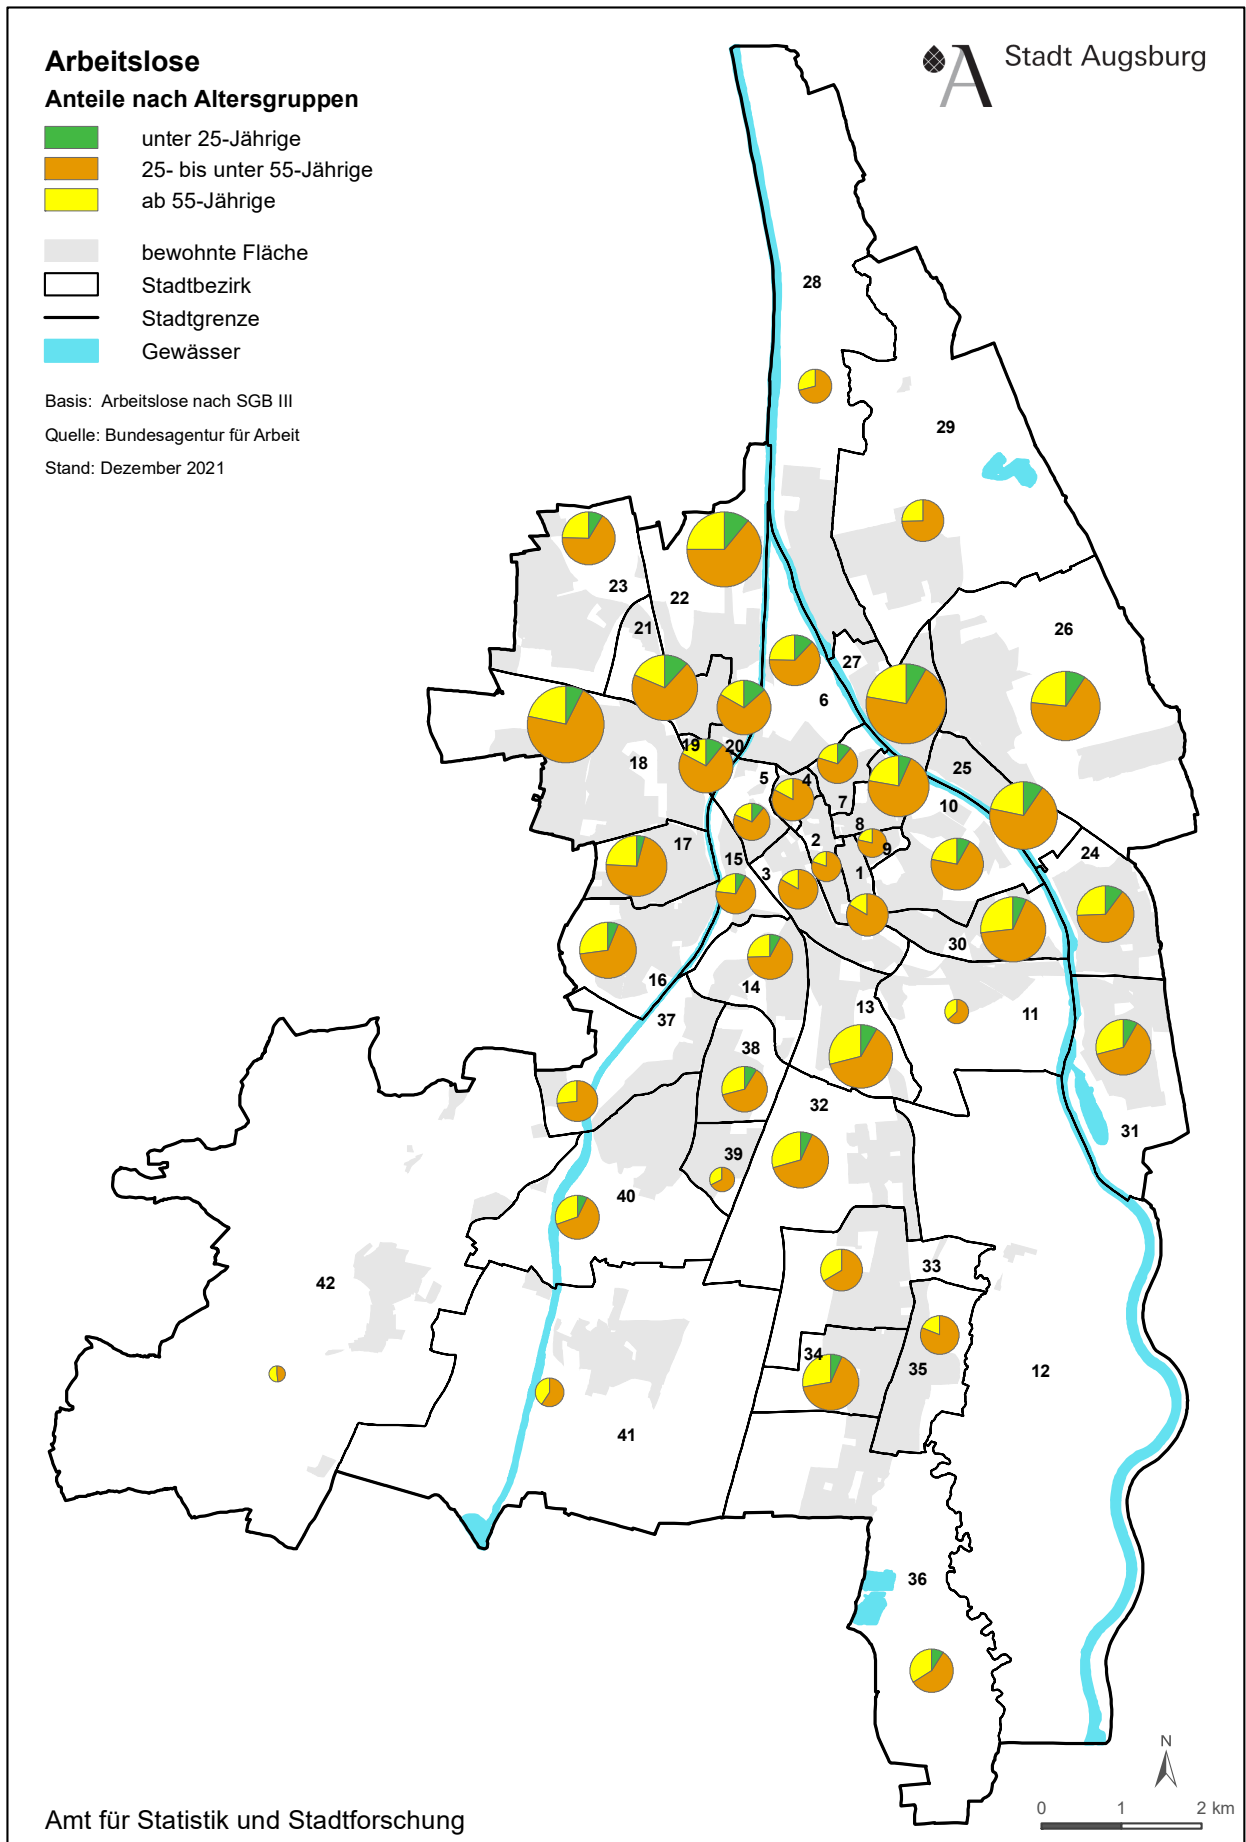 Arbeitslose
Anteile nach Altersgruppen
unter 25-Jährige
25- bis unter 55-Jährige
ab 55-Jährige
bewohnte Fläche
Stadtbezirk
Stadtgrenze
Gewässer
Basis: Arbeitslose nach SGB III
Quelle: Bundesagentur für Arbeit
Stand: Dezember 2021
A Stadt Augsburg
28
29
23
22
21
26
27
6
19
20
18
5
4
25
7
10
8
2
9
17
15
3
1
24
30
16
14
13
11
37
38
32
31
39
40
33
42
34
35
12
41
36
N
0 1 2 km
Amt für Statistik und Stadtforschung